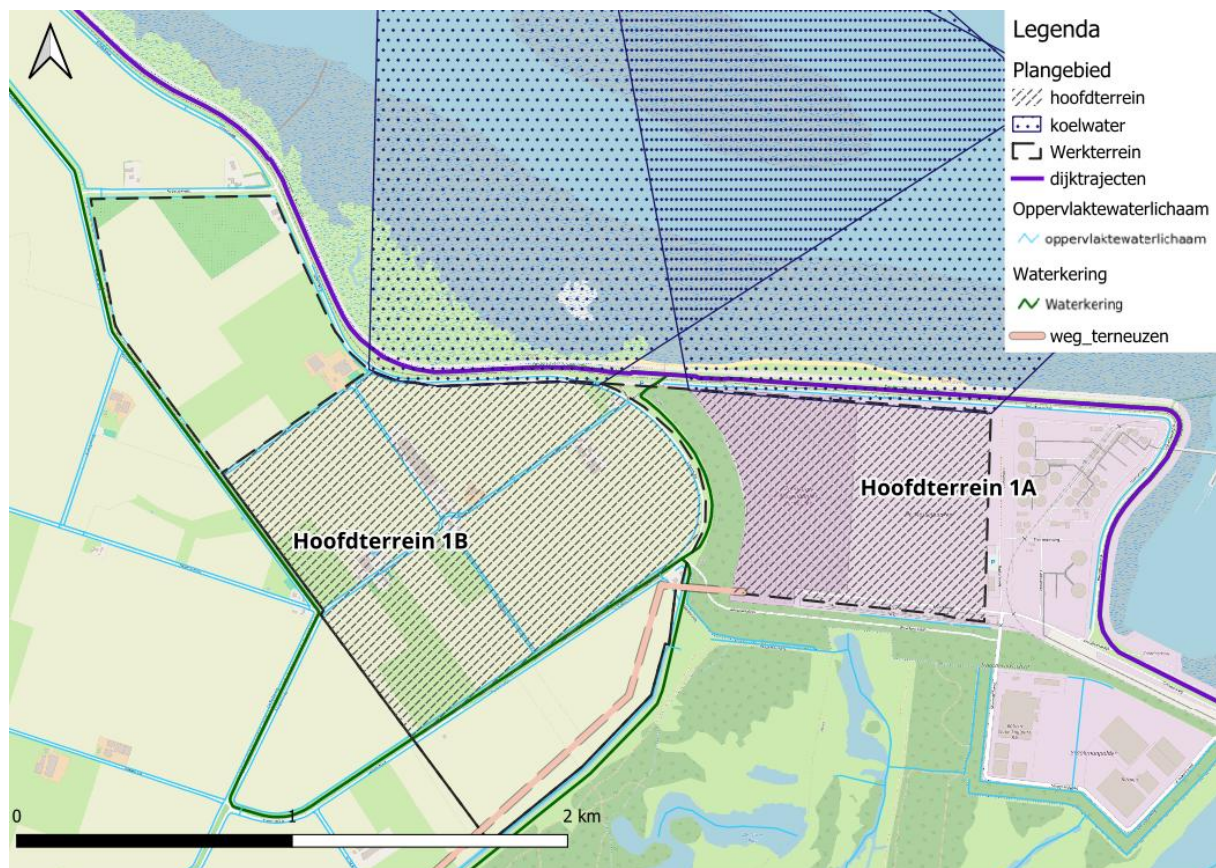 Legenda
Plangebied
hoofdterrein
koelwater
Werkterrein
dijktrajecten
Oppervlaktewaterlichaam
oppervlaktewaterlichaam
Waterkering
Waterkering
weg_terneuzen
Hoofdterrein 1A
Hoofdterrein 1B
0
1
2 km